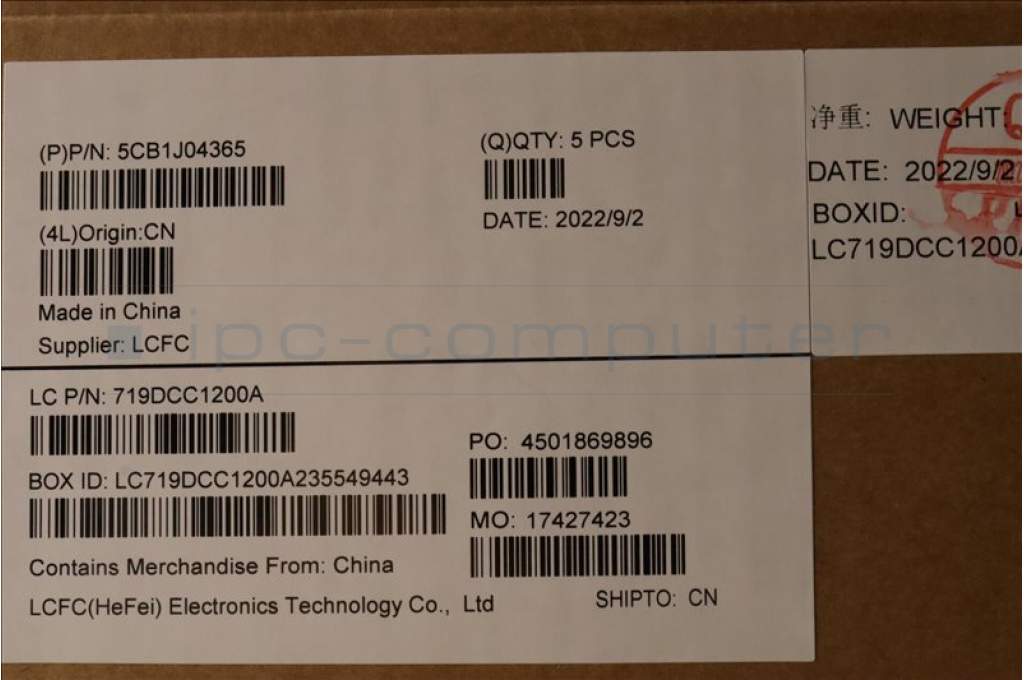 (P)P/N: 5CB1J04365
(Q)QTY: 5 PCS
DATE: 2022/9/2
(4L)Origin:CN
Made in China
Supplier: LCFC
净重: WEIGHT:
DATE: 2022/9/2
BOXID:
LC719DCC1200
ipc-computer
LC P/N: 719DCC1200A
BOX ID: LC719DCC1200A235549443
PO: 4501869896
MO: 17427423
Contains Merchandise From: China
LCFC(HeFei) Electronics Technology Co., Ltd
SHIPTO: CN